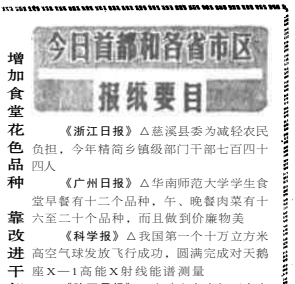 今日首都和各省市区
报纸要目
《浙江日报》△慈溪县委为减轻农民
负担，今年精简乡镇级部门干部七百四十
四人
《广州日报》△华南师范大学学生食
堂早餐有十二个品种，午、晚餐肉菜有十
六至二十个品种，而且做到价廉物美
《科学报》△我国第一个十万立方米
高空气球发放飞行成功，圆满完成对天鹅
座X—1高能X射线能谱测量
增加食堂花色品种 靠改进干